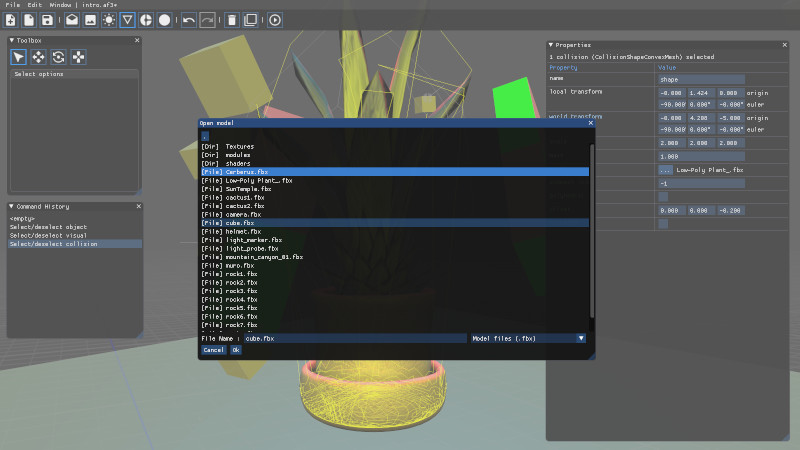 File Edit Window | intro.af3*
Toolbox
Select options
Command History
<empty>
Select/deselect object
Select/deselect visual
Select/deselect collision
Open model
.
[Dir] Textures
[Dir] modules
[Dir] shaders
[File] Cerberus.fbx
[File] Low-Poly Plant_.fbx
[File] SunTemple.fbx
[File] cactus1.fbx
[File] cactus2.fbx
[File] camera.fbx
[File] cube.fbx
[File] helmet.fbx
[File] light_marker.fbx
[File] light_probe.fbx
[File] mountain_canyon_01.fbx
[File] muro.fbx
[File] rock1.fbx
[File] rock2.fbx
[File] rock3.fbx
[File] rock4.fbx
[File] rock5.fbx
[File] rock6.fbx
[File] rock7.fbx
File Name : cube.fbx Model files (.fbx)
Cancel Ok
Properties
1 collision (CollisionShapeConvexMesh) selected
Property Value
name shape
local transform -0.000 1.424 0.000 origin
-90.000° 0.000° -0.000° euler
world transform -0.000 4.298 -5.000 origin
-90.000° 0.000° -0.000° euler
2.000 2.000 2.000
1.000
... Low-Poly Plant_.fbx
-1
0.000 0.000 -0.200